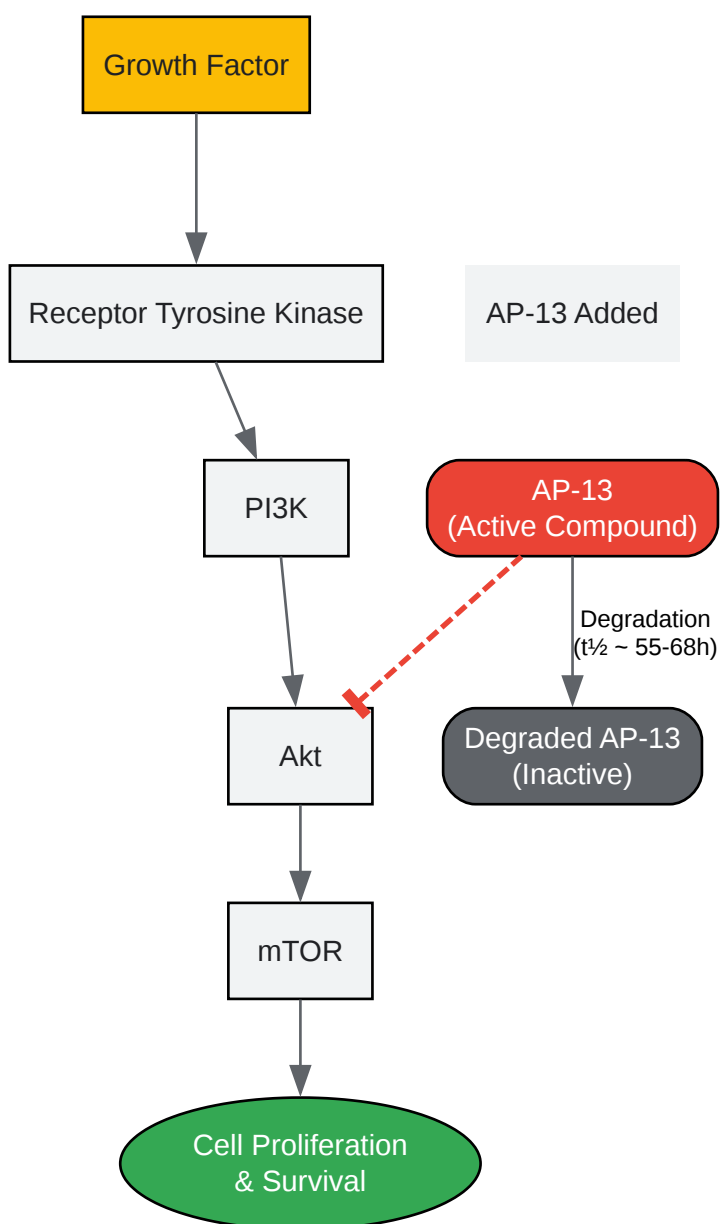 Growth Factor
Receptor Tyrosine Kinase
AP-13 Added
PI3K
AP-13
(Active Compound)
Degradation
(t½ ~ 55-68h)
Akt
Degraded AP-13
(Inactive)
mTOR
Cell Proliferation
& Survival